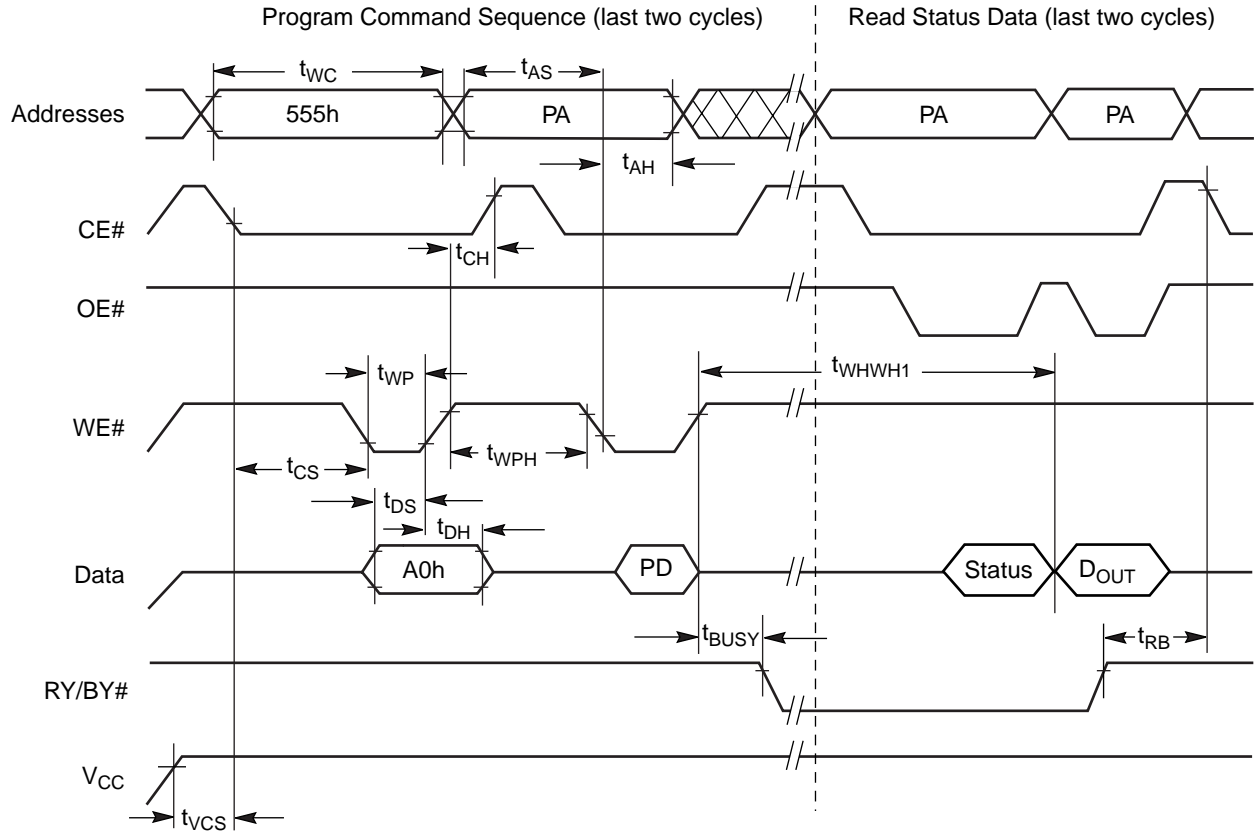 Program Command Sequence (last two cycles) Read Status Data (last two cycles)
tWC tAS
Addresses 555h PA PA PA
tAH
CE#
tCH
OE#
tWP tWHWH1
WE#
tCS tWPH
tDS
tDH
Data A0h PD Status DOUT
tBUSY tRB
RY/BY#
VCC
tVCS